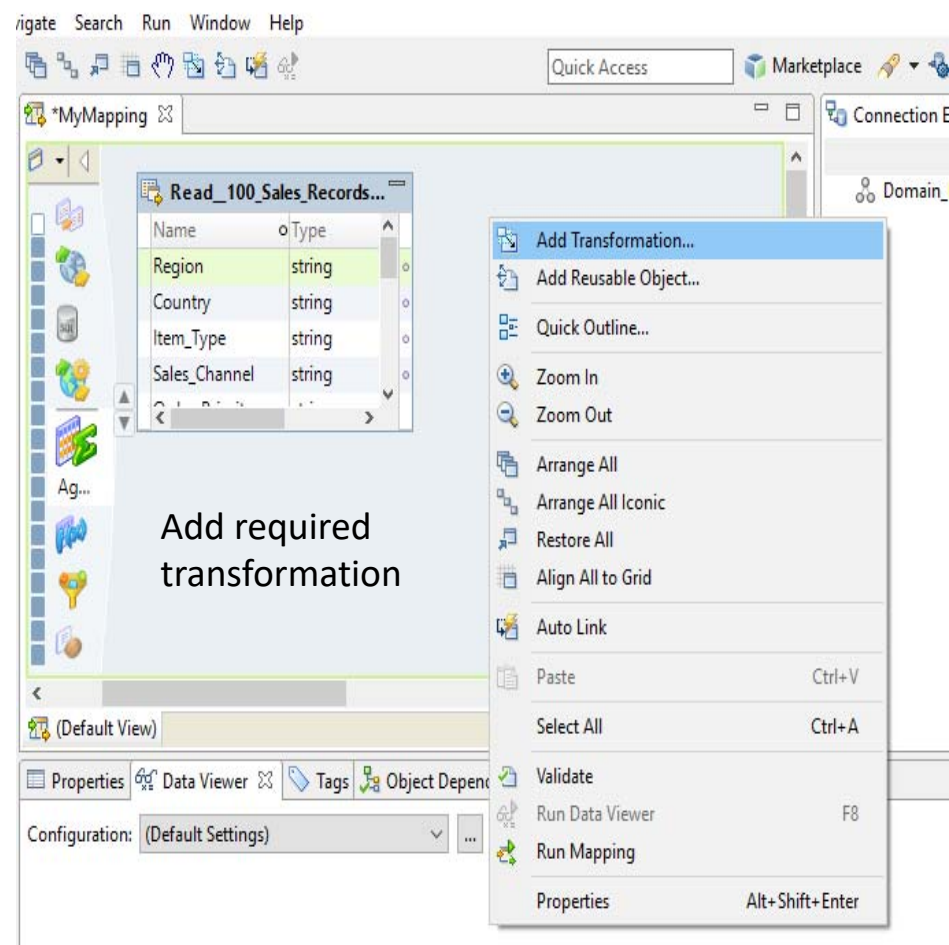 vigate Search Run Window Help
Quick Access
Marketplace
*MyMapping
Connection E
Domain_
Read_100_Sales_Records...
Name Type
Region string
Country string
Item_Type string
Sales_Channel string
SQL
Ag...
f(x)
Add required
transformation
Add Transformation...
Add Reusable Object...
Quick Outline...
Zoom In
Zoom Out
Arrange All
Arrange All Iconic
Restore All
Align All to Grid
Auto Link
Paste Ctrl+V
Select All Ctrl+A
Validate
Run Data Viewer F8
Run Mapping
Properties Alt+Shift+Enter
(Default View)
Properties Data Viewer Tags Object Depend
Configuration: (Default Settings) ...